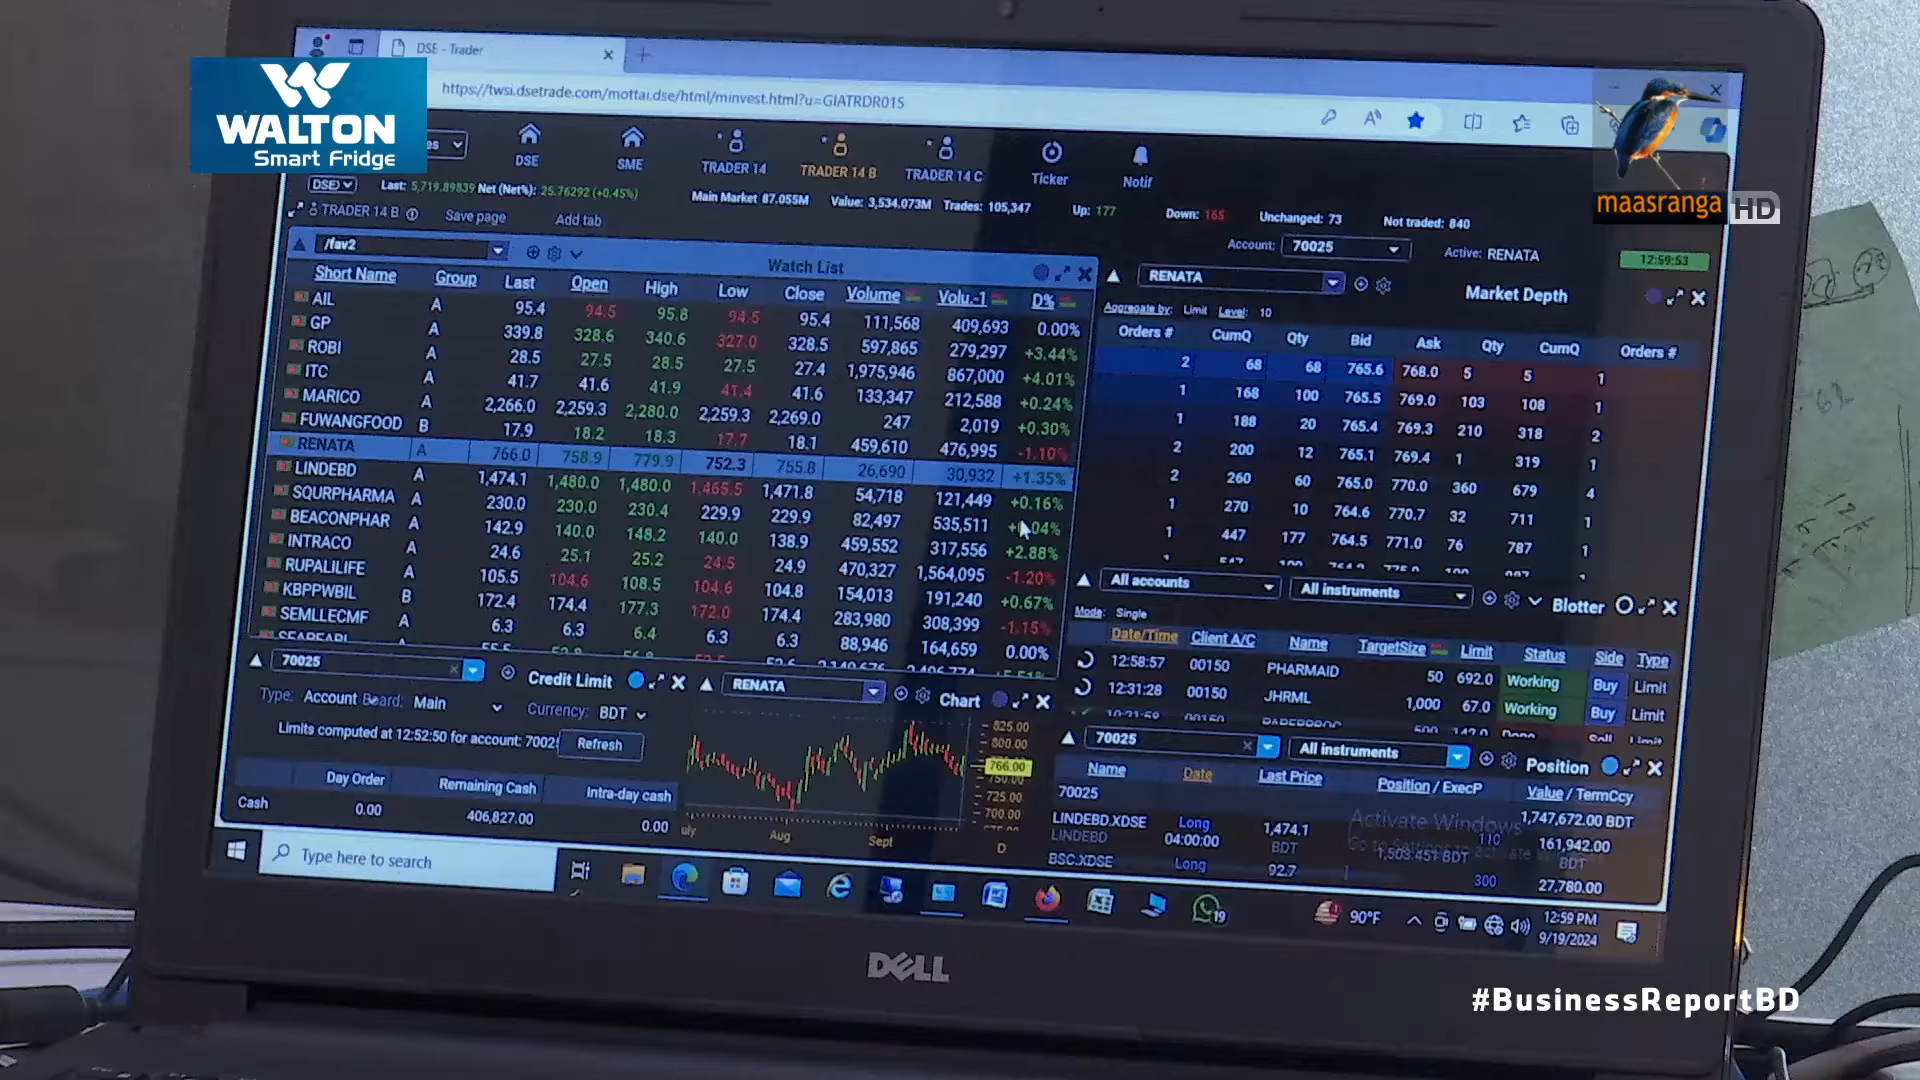 DSE - Trader
https://twsi.dsetrade.com/mottai.dse/html/minvest.html?u=GIATRDR015
WALTON
Smart Fridge
maasranga HD
DSE SME TRADER 14 TRADER 14 B TRADER 14 C Ticker Notif
DSE Last: 5,719.89839 Net (Net%): 25.76292 (+0.45%) Main Market 87.055M Value: 3,534.073M Trades: 105,347 Up: 177 Down: 165 Unchanged: 73 Not traded: 840
TRADER 14 B Save page Add tab
Account: 70025 Active: RENATA 12:59:53
/fav2 Watch List
Short Name Group Last Open High Low Close Volume Volu.-1 D%
AIL A 95.4 94.5 95.8 94.5 95.4 111,568 409,693 0.00%
GP A 339.8 328.6 340.6 327.0 328.5 597,865 279,297 +3.44%
ROBI A 28.5 27.5 28.5 27.5 27.4 1,975,946 867,000 +4.01%
ITC A 41.7 41.6 41.9 41.4 41.6 133,347 212,588 +0.24%
MARICO A 2,266.0 2,259.3 2,280.0 2,259.3 2,269.0 247 2,019 +0.30%
FUWANGFOOD B 17.9 18.2 18.3 17.7 18.1 459,610 476,995 -1.10%
RENATA A 766.0 758.9 779.9 752.3 755.8 26,690 30,932 +1.35%
LINDEBD A 1,474.1 1,480.0 1,480.0 1,465.5 1,471.8 54,718 121,449 +0.16%
SQURPHARMA A 230.0 230.0 230.4 229.9 229.9 82,497 535,511
BEACONPHAR A 142.9 140.0 148.2 140.0 138.9 459,552 317,556 +2.88%
INTRACO A 24.6 25.1 25.2 24.5 24.9 470,327 1,564,095 -1.20%
RUPALILIFE A 105.5 104.6 108.5 104.6 104.8 154,013 191,240 +0.67%
KBPPWBIL B 172.4 174.4 177.3 172.0 174.4 283,980 308,399 -1.15%
SEMLLECMF A 6.3 6.3 6.4 6.3 6.3 88,946 164,659 0.00%
RENATA Market Depth
Aggregate by: Limit Level: 10
Orders # CumQ Qty Bid Ask Qty CumQ Orders #
2 68 68 765.6 768.0 5 5 1
1 168 100 765.5 769.0 103 108 1
1 188 20 765.4 769.3 210 318 2
2 200 12 765.1 769.4 1 319 1
2 260 60 765.0 770.0 360 679 4
1 270 10 764.6 770.7 32 711 1
1 447 177 764.5 771.0 76 787 1
All accounts All instruments Blotter
Mode: Single
Date/Time Client A/C Name TargetSize Limit Status Side Type
12:58:57 00150 PHARMAID 50 692.0 Working Buy Limit
12:31:28 00150 JHRML 1,000 67.0 Working Buy Limit
70025 Credit Limit
Type: Account Board: Main Currency: BDT
Limits computed at 12:52:50 for account: 7002 Refresh
Day Order Remaining Cash Intra-day cash
Cash 0.00 406,827.00 0.00
RENATA Chart
825.00
800.00
766.00
750.00
725.00
700.00
Aug Sept D
70025 All instruments Position
Name Date Last Price Position / ExecP Value / TermCcy
70025 1,747,672.00 BDT
LINDEBD.XDSE Long 1,474.1 110 161,942.00
LINDEBD 04:00:00 BDT 1,503.451 BDT BDT
BSC.XDSE Long 92.7 300 27,780.00
Activate Windows
Type here to search
19
90°F
12:59 PM
9/19/2024
DELL
#BusinessReportBD